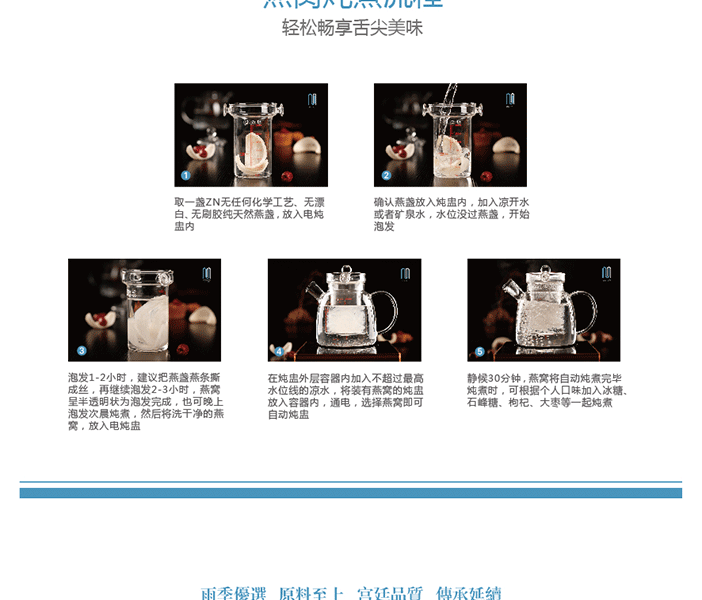 燕窝炖煮流程
轻松畅享舌尖美味
1
2
取一盏ZN无任何化学工艺、无漂
白、无刷胶纯天然燕盏,放入电炖
盅内
确认燕盏放入炖盅内,加入凉开水
或者矿泉水,水位没过燕盏,开始
泡发
3
4
5
泡发1-2小时,建议把燕盏燕条撕
成丝,再继续泡发2-3小时,燕窝
呈半透明状为泡发完成,也可晚上
泡发次晨炖煮,然后将洗干净的燕
窝,放入电炖盅
在炖盅外层容器内加入不超过最高
水位线的凉水,将装有燕窝的炖盅
放入容器内,通电,选择燕窝即可
自动炖盅
静候30分钟,燕窝将自动炖煮完毕
炖煮时,可根据个人口味加入冰糖、
石峰糖、枸杞、大枣等一起炖煮
雨季優選 原料至上 宫廷品質 傳承延續